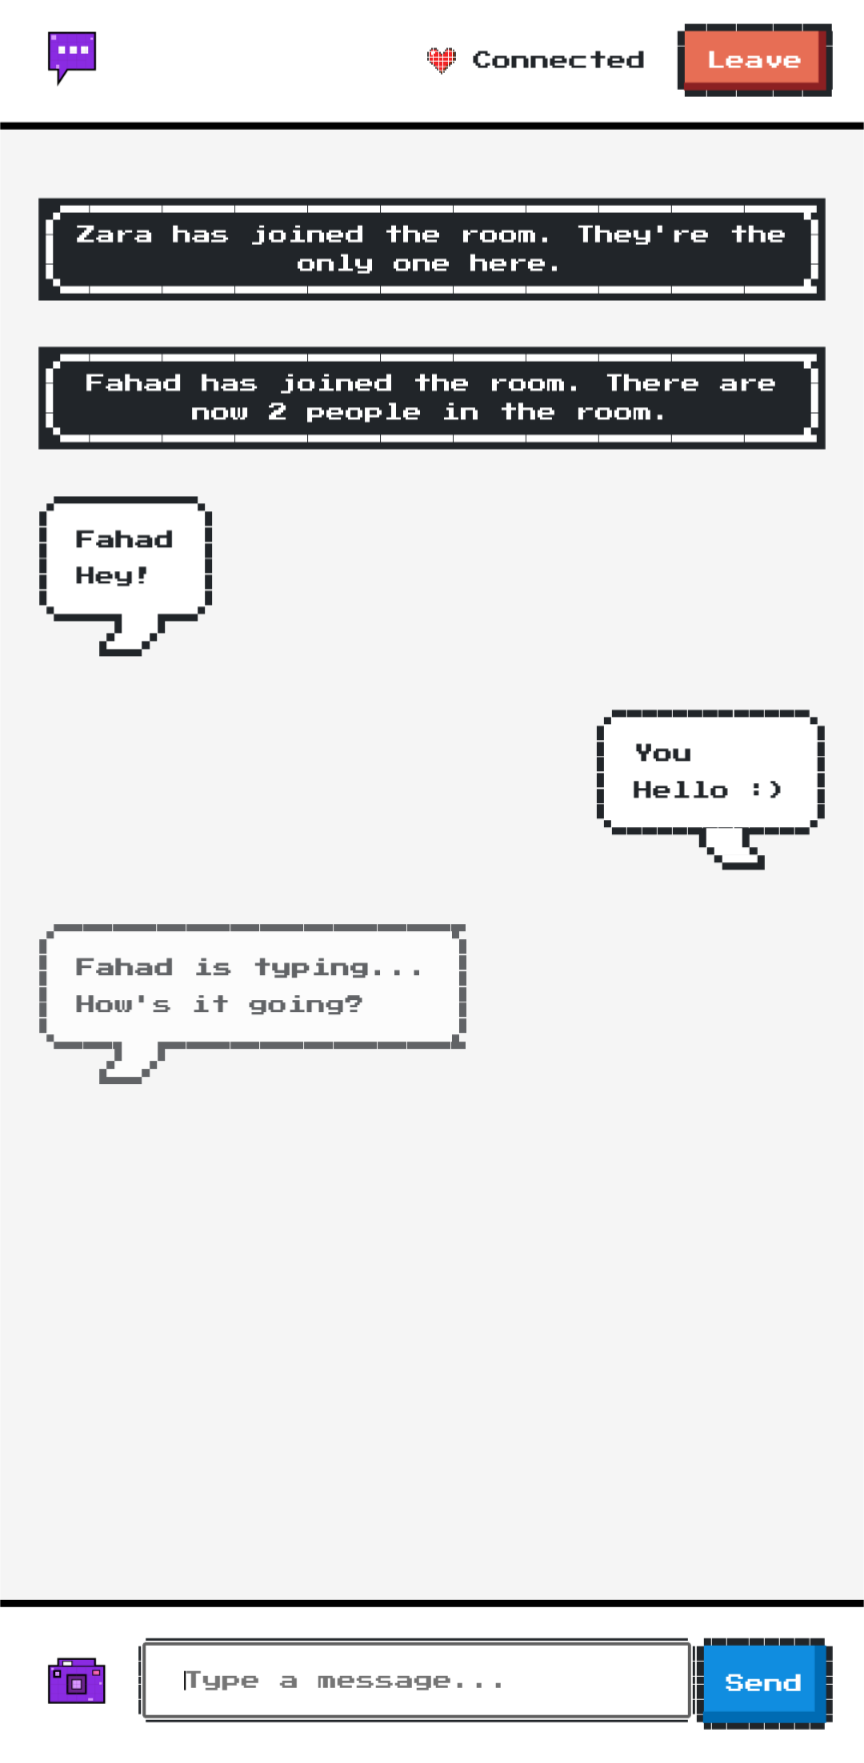 Connected
Leave
Zara has joined the room. They're the
only one here.
Fahad has joined the room. There are
now 2 people in the room.
Fahad
Hey!
You
Hello :)
Fahad is typing...
How's it going?
Type a message...
Send